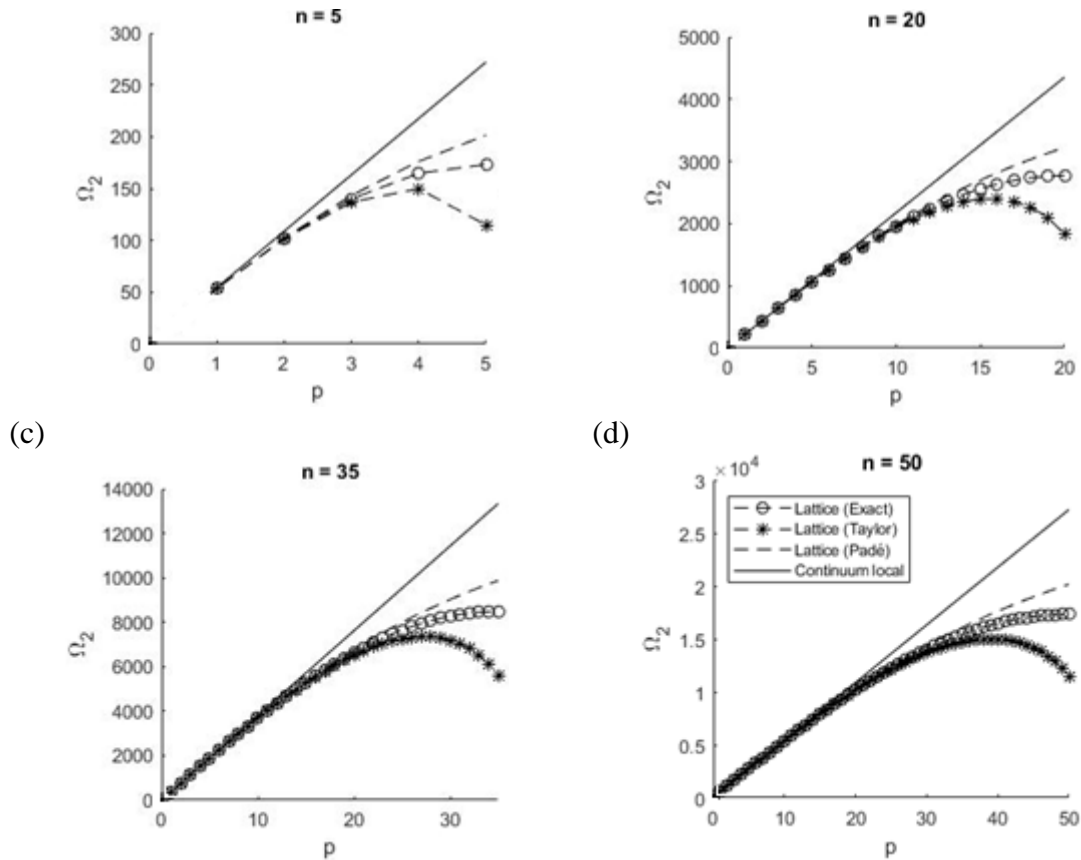 n = 5
300
250
200
150
100
50
0
Ω2
0 1 2 3 4 5
p
n = 20
5000
4000
3000
2000
1000
0
Ω2
0 5 10 15 20
p
(c)
(d)
n = 35
14000
12000
10000
8000
6000
4000
2000
0
Ω2
0 10 20 30
p
× 10^4
n = 50
3
2.5
2
1.5
1
0.5
0
Ω2
Lattice (Exact)
Lattice (Taylor)
Lattice (Padé)
Continuum local
0 10 20 30 40 50
p